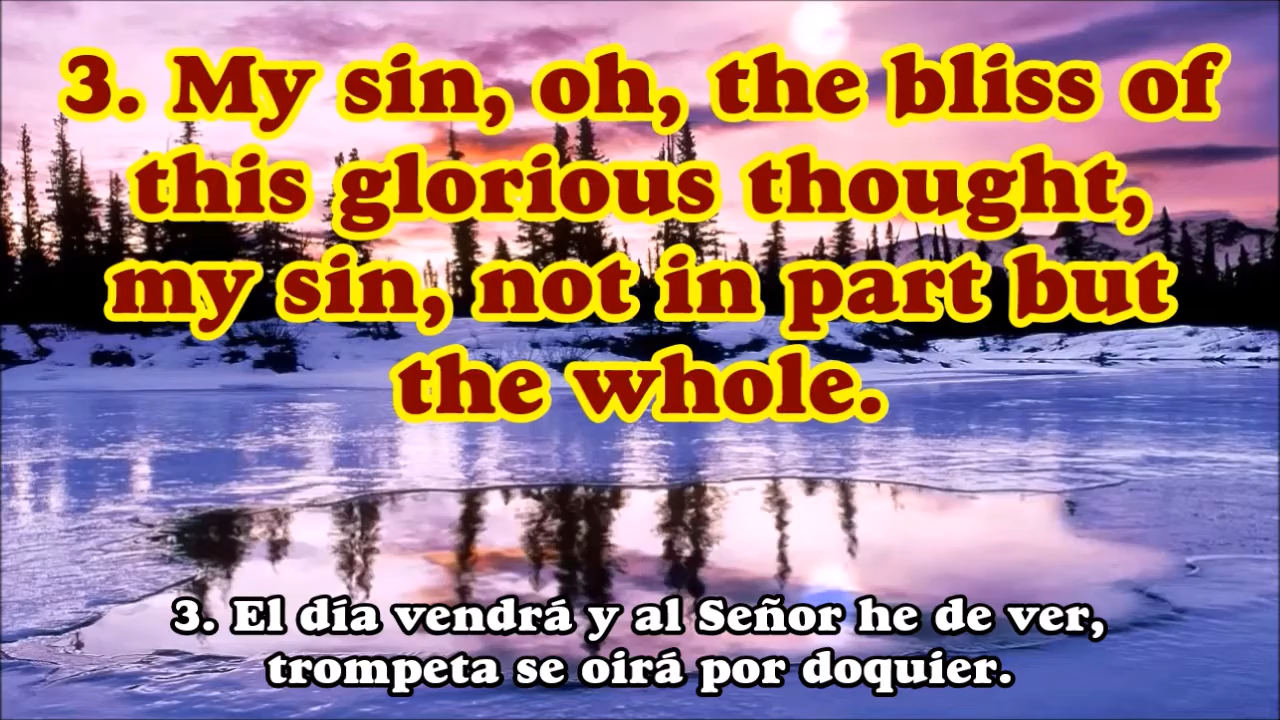 3. My sin, oh, the bliss of
this glorious thought,
my sin, not in part but
the whole.
3. El día vendrá y al Señor he de ver,
trompeta se oirá por doquier.